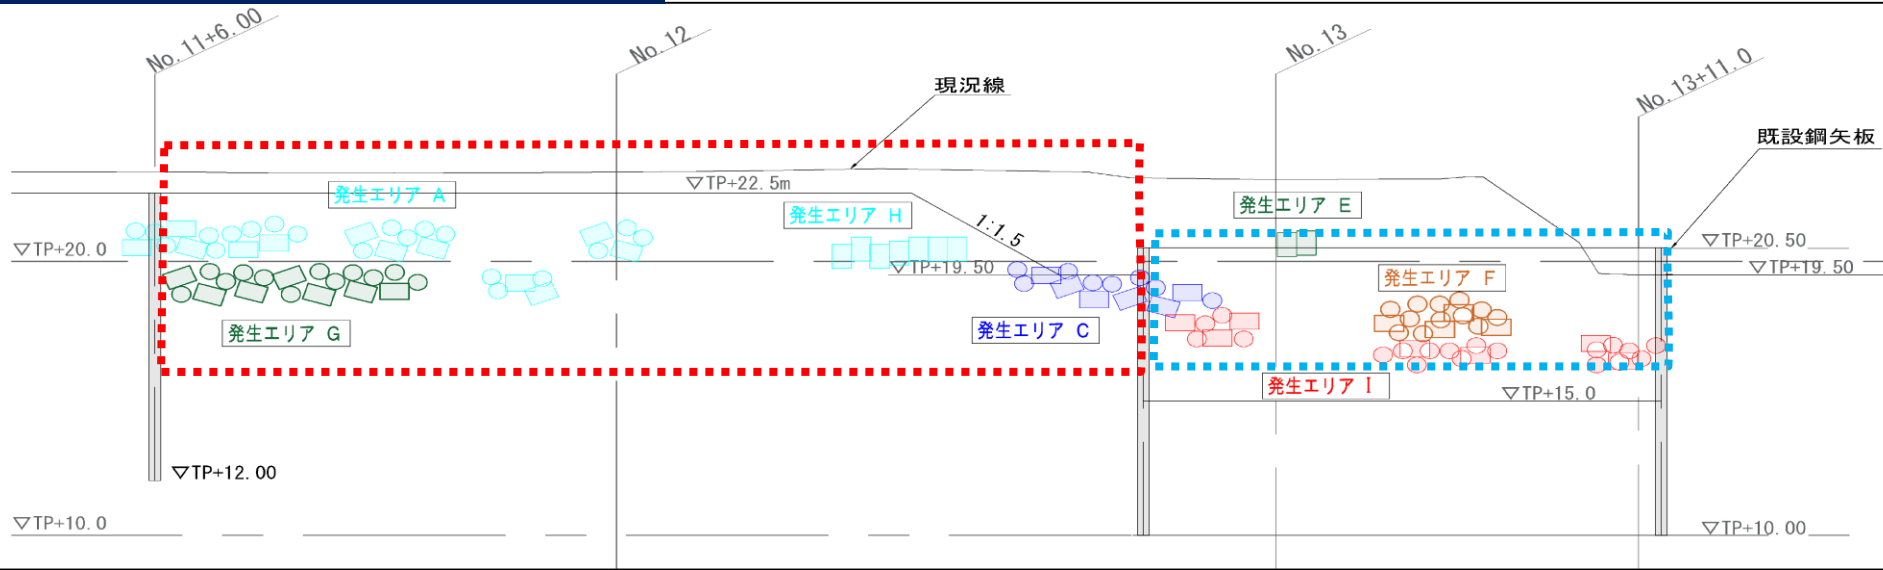 No.11+6.00
No.12
No.13
No.13+11.0
現況線
既設鋼矢板
▽TP+22.5m
発生エリア A
発生エリア H
発生エリア E
1:1.5
▽TP+20.0
▽TP+20.50
▽TP+19.50
▽TP+19.50
発生エリア F
発生エリア G
発生エリア C
発生エリア I
▽TP+15.0
▽TP+12.00
▽TP+10.0
▽TP+10.00